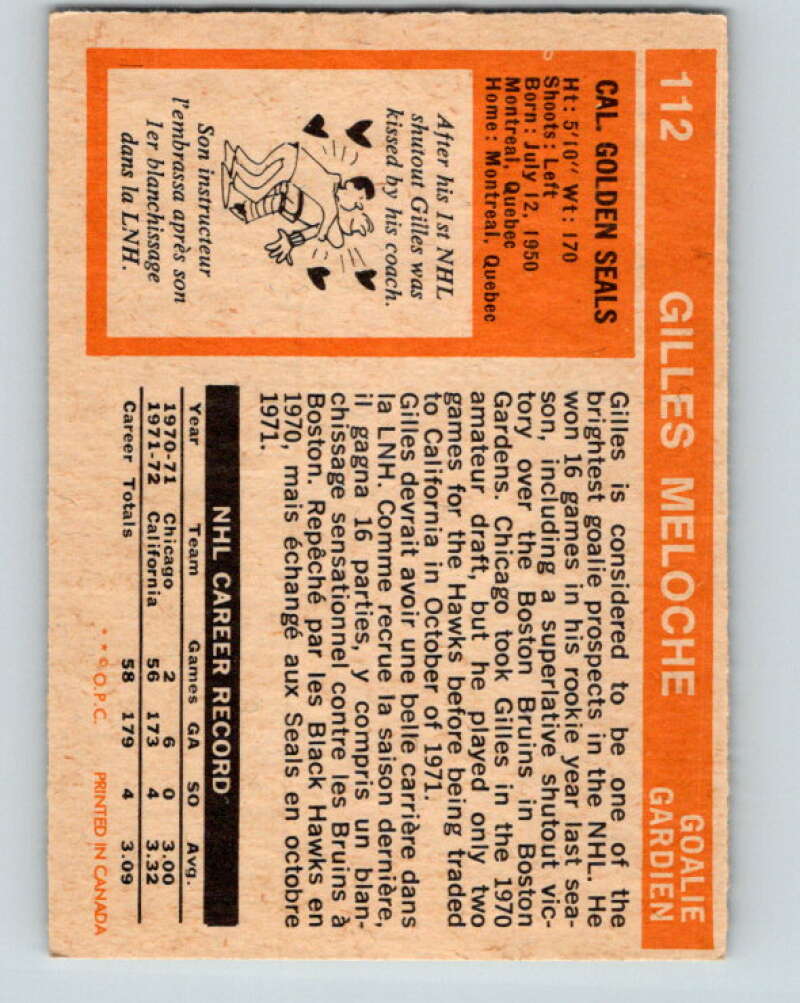 112 GILLES MELOCHE GOALIE
GARDIEN
CAL. GOLDEN SEALS
Ht: 5'10" Wt: 170
Shoots: Left
Born: July 12, 1950
Montreal, Quebec
Home: Montreal, Quebec
After his 1st NHL
shutout Gilles was
kissed by his coach.
Son instructeur
l'embrassa après son
1er blanchissage
dans la LNH.
Gilles is considered to be one of the
brightest goalie prospects in the NHL. He
won 16 games in his rookie year last sea-
son, including a superlative shutout vic-
tory over the Boston Bruins in Boston
Gardens. Chicago took Gilles in the 1970
amateur draft, but he played only two
games for the Hawks before being traded
to California in October of 1971.
Gilles devrait avoir une belle carrière dans
la LNH. Comme recrue la saison dernière,
il gagna 16 parties, y compris un blan-
chissage sensationnel contre les Bruins à
Boston. Repêché par les Black Hawks en
1970, mais échangé aux Seals en octobre
1971.
NHL CAREER RECORD
Year Team Games GA SO Avg.
1970-71 Chicago 2 6 0 3.00
1971-72 California 56 173 4 3.32
Career Totals 58 179 4 3.09
* * © O.P.C. PRINTED IN CANADA